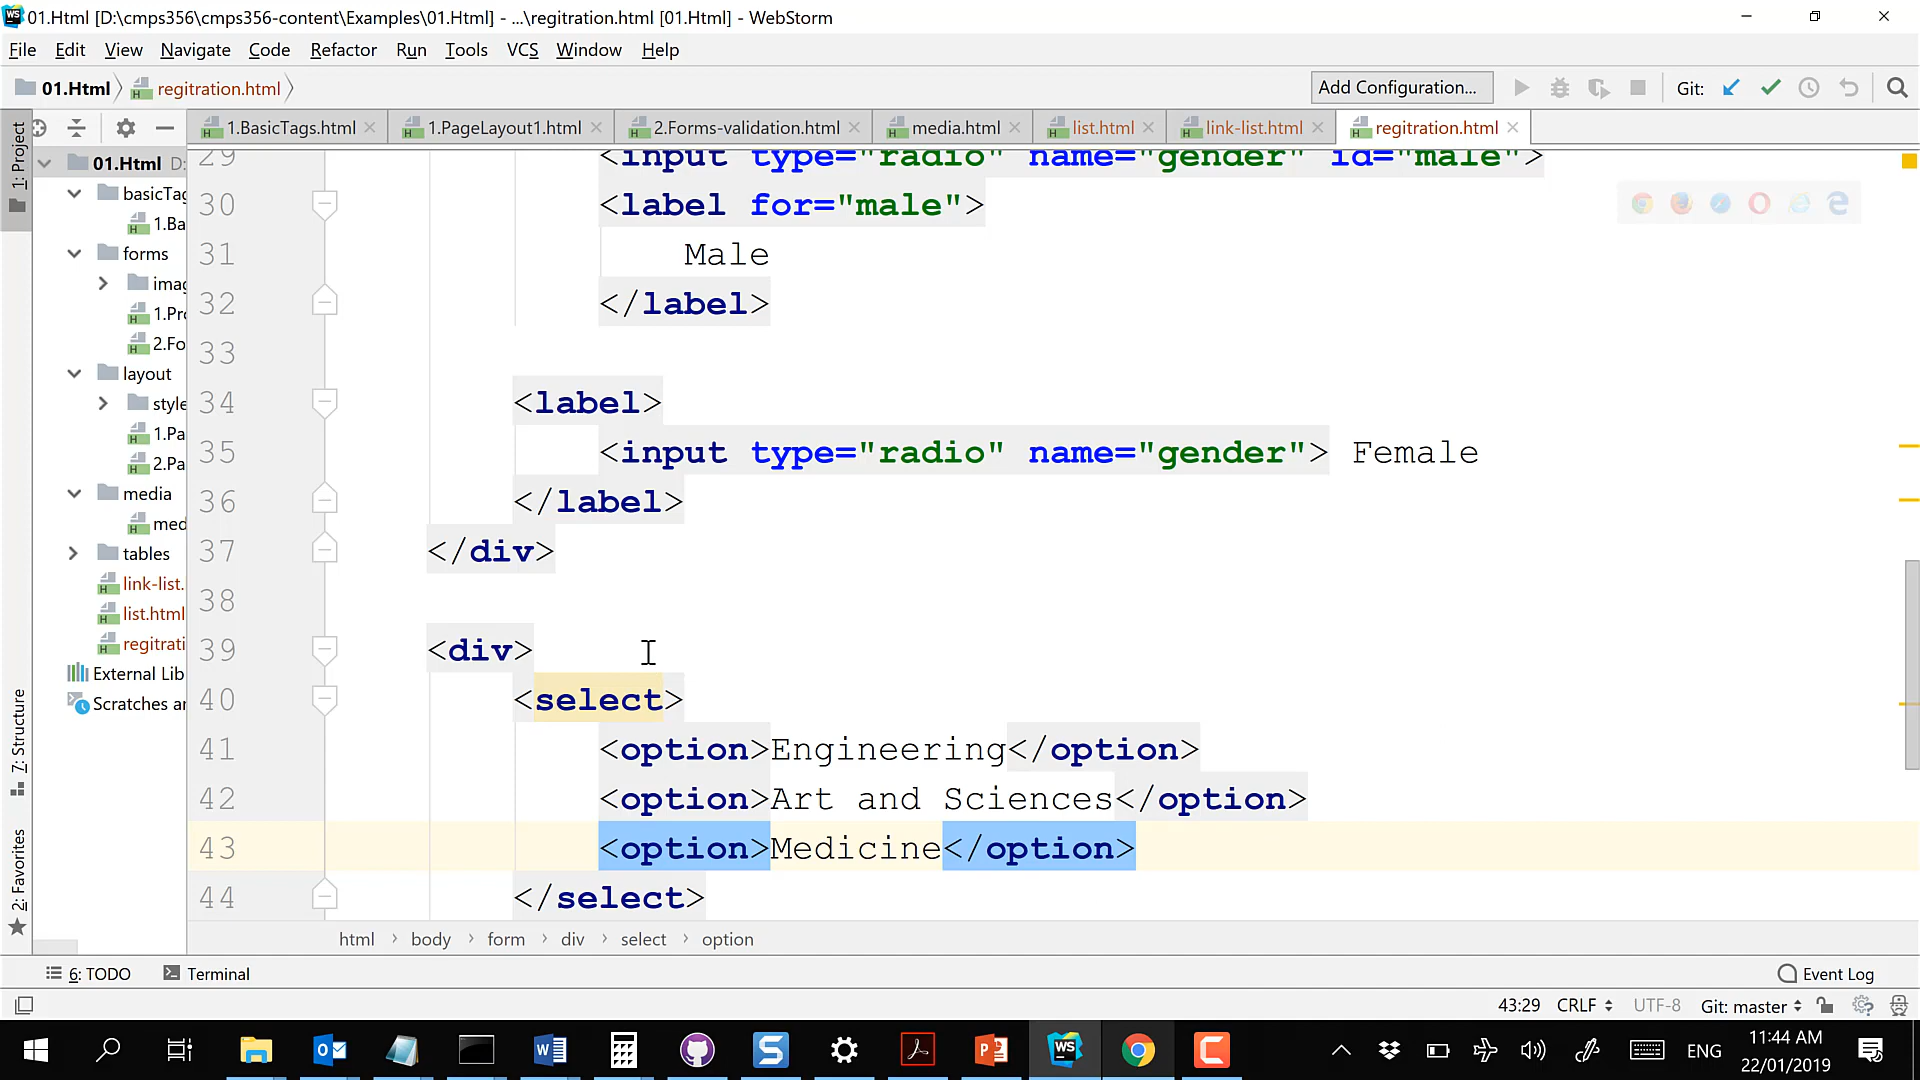 01.Html [D:\cmps356\cmps356-content\Examples\01.Html] - ...\regitration.html [01.Html] - WebStorm
File Edit View Navigate Code Refactor Run Tools VCS Window Help
01.Html regitration.html Add Configuration... Git:
1.BasicTags.html 1.PageLayout1.html 2.Forms-validation.html media.html list.html link-list.html regitration.html
1: Project
7: Structure
2: Favorites
01.Html D:
basicTag
1.Ba
forms
imag
1.Pro
2.Fo
layout
style
1.Pa
2.Pa
media
med
tables
link-list.
list.html
regitrati
External Lib
Scratches an
29 <input type="radio" name="gender" id="male">
30 <label for="male">
31 Male
32 </label>
33
34 <label>
35 <input type="radio" name="gender"> Female
36 </label>
37 </div>
38
39 <div>
40 <select>
41 <option>Engineering</option>
42 <option>Art and Sciences</option>
43 <option>Medicine</option>
44 </select>
html body form div select option
6: TODO Terminal Event Log
43:29 CRLF UTF-8 Git: master
ENG 11:44 AM
22/01/2019